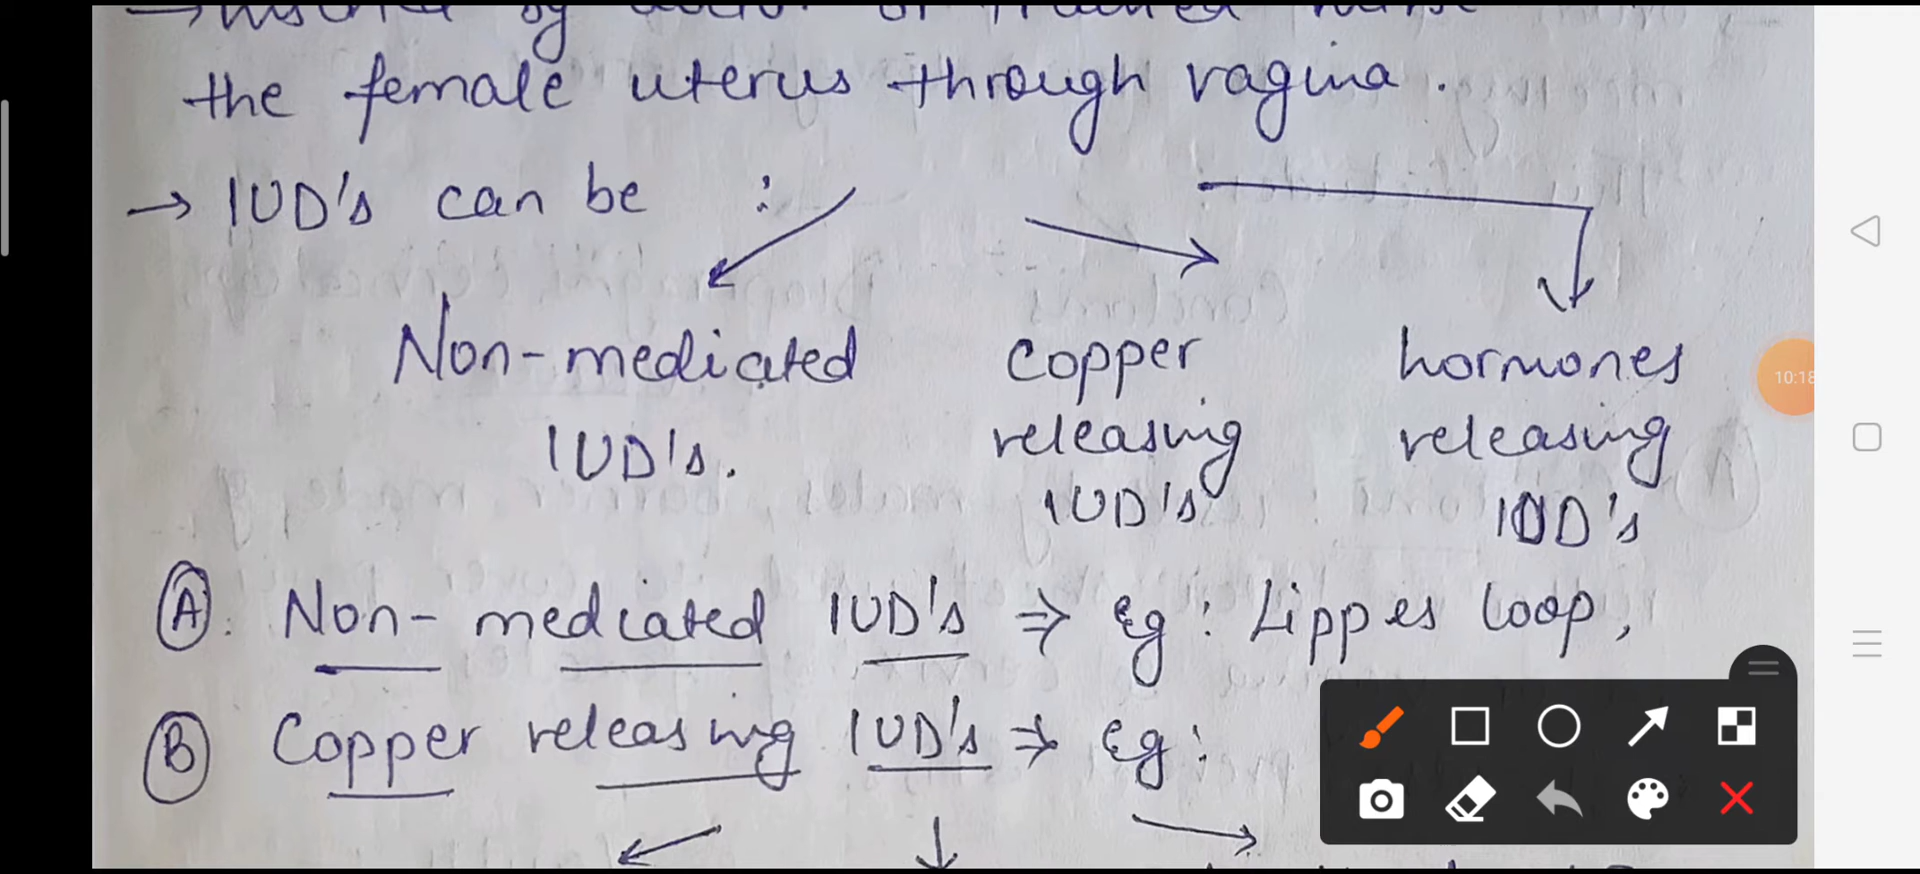 the female uterus through vagina.
→ IUD's can be :
Non-medicated
IUD's.
copper
releasing
IUD's
hormones
releasing
IUD's
A. Non-medicated IUD's ⇒ eg: Lippes loop,
B Copper releasing IUD's ⇒ eg:
10:18